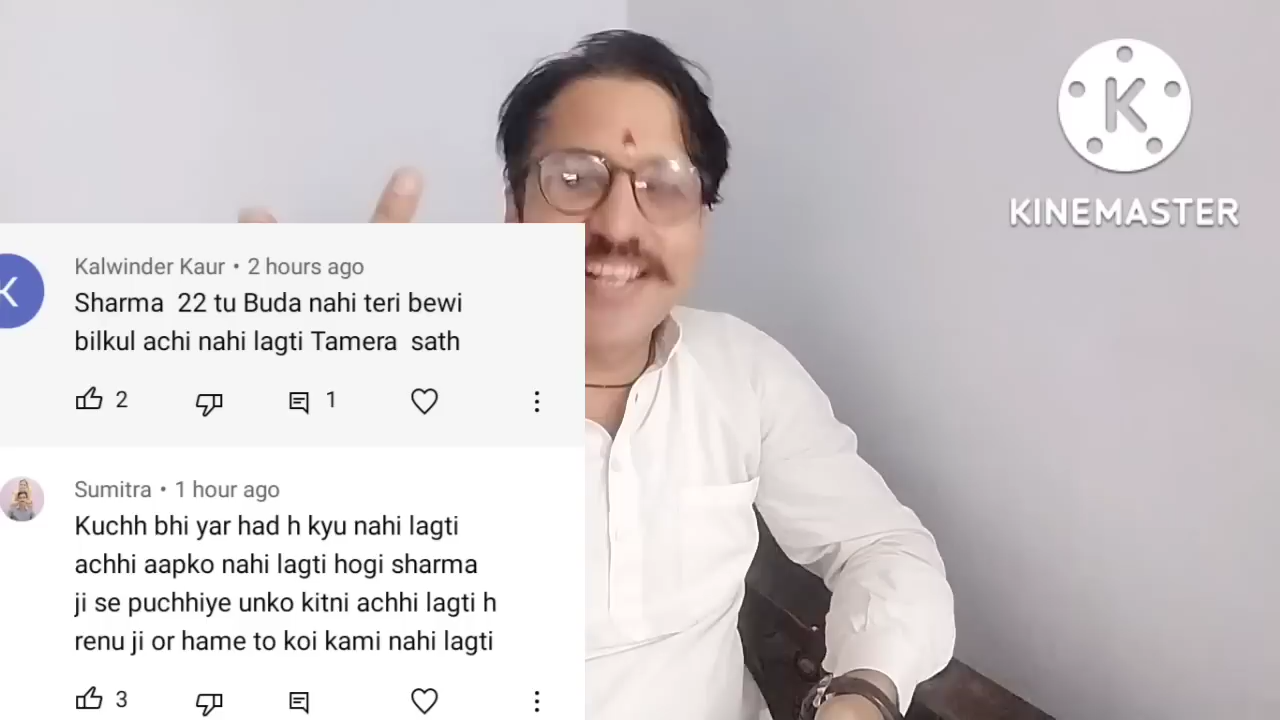 Kalwinder Kaur • 2 hours ago
Sharma 22 tu Buda nahi teri bewi
bilkul achi nahi lagti Tamera sath
2
1
Sumitra • 1 hour ago
Kuchh bhi yar had h kyu nahi lagti
achhi aapko nahi lagti hogi sharma
ji se puchhiye unko kitni achhi lagti h
renu ji or hame to koi kami nahi lagti
3
K
K
KINEMASTER